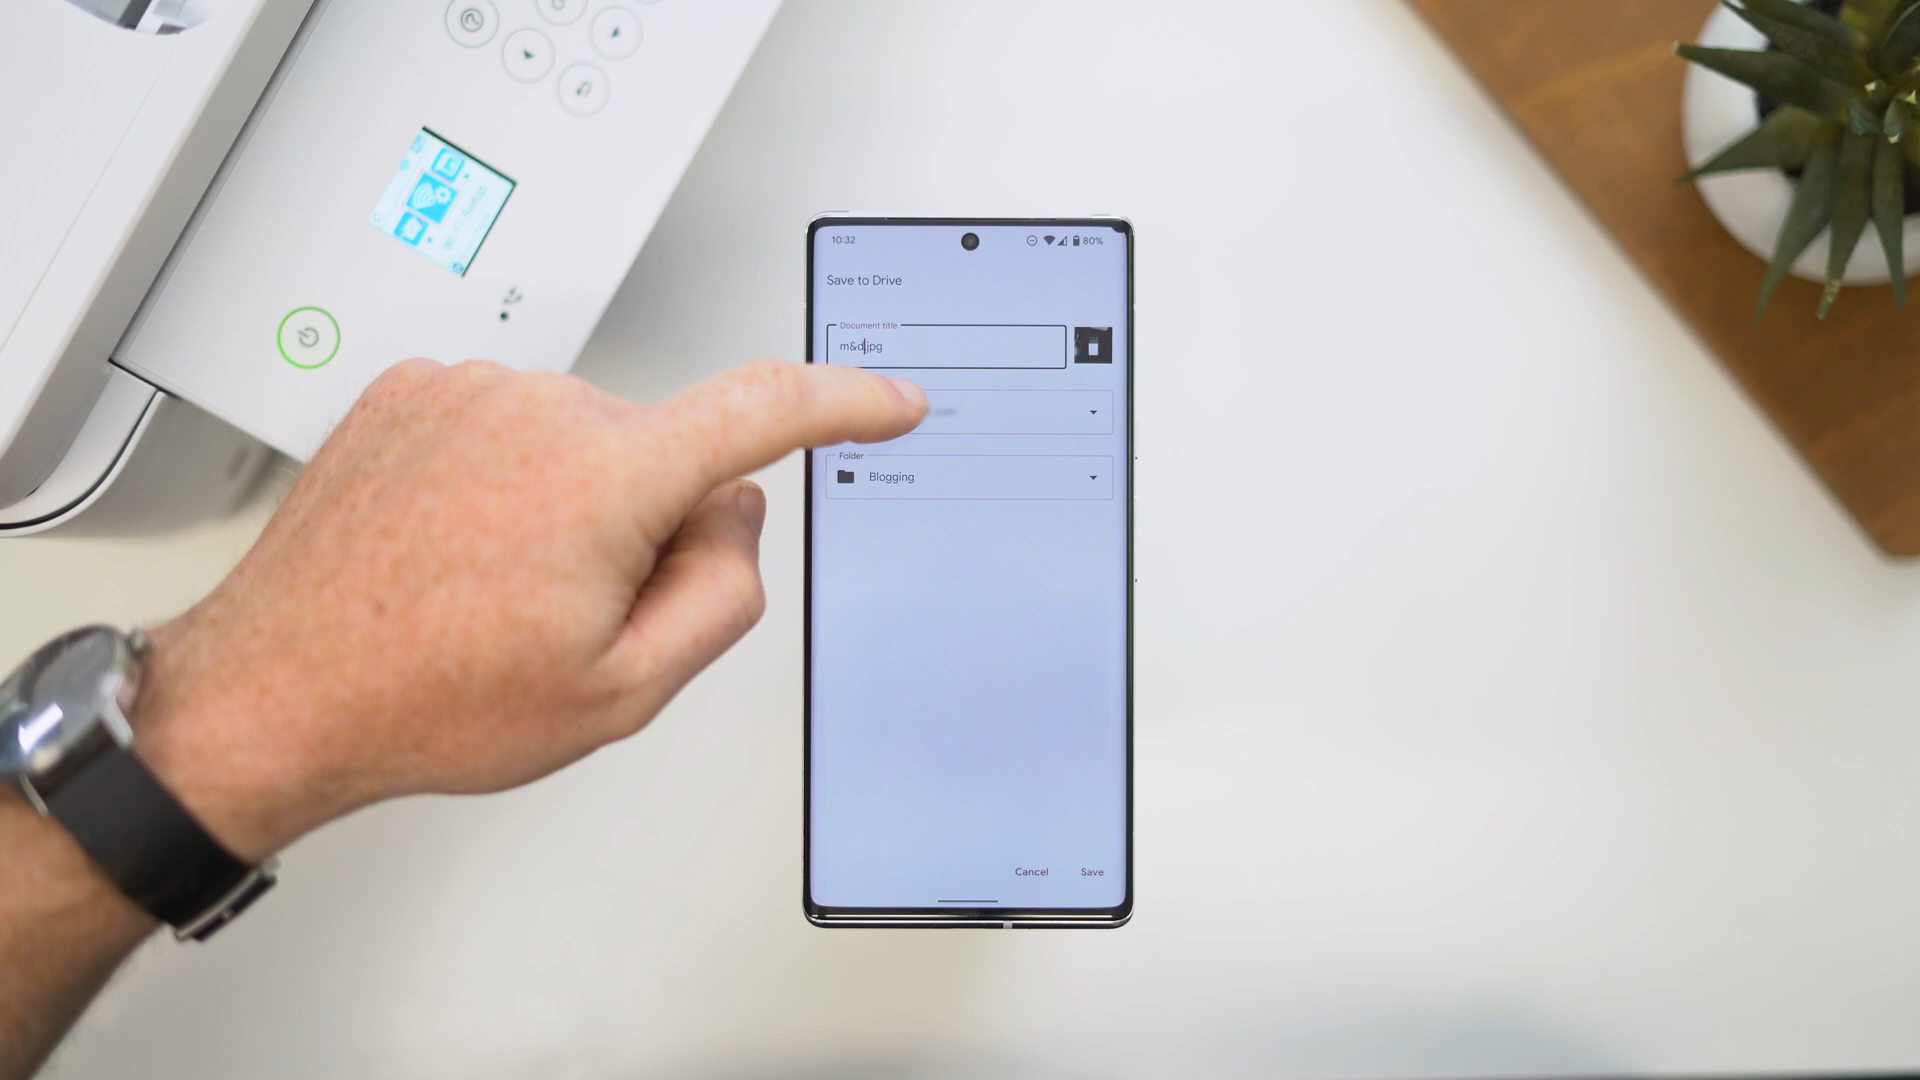 10:32
80%
Save to Drive
Document title
m&d.jpg
Folder
Blogging
Cancel
Save